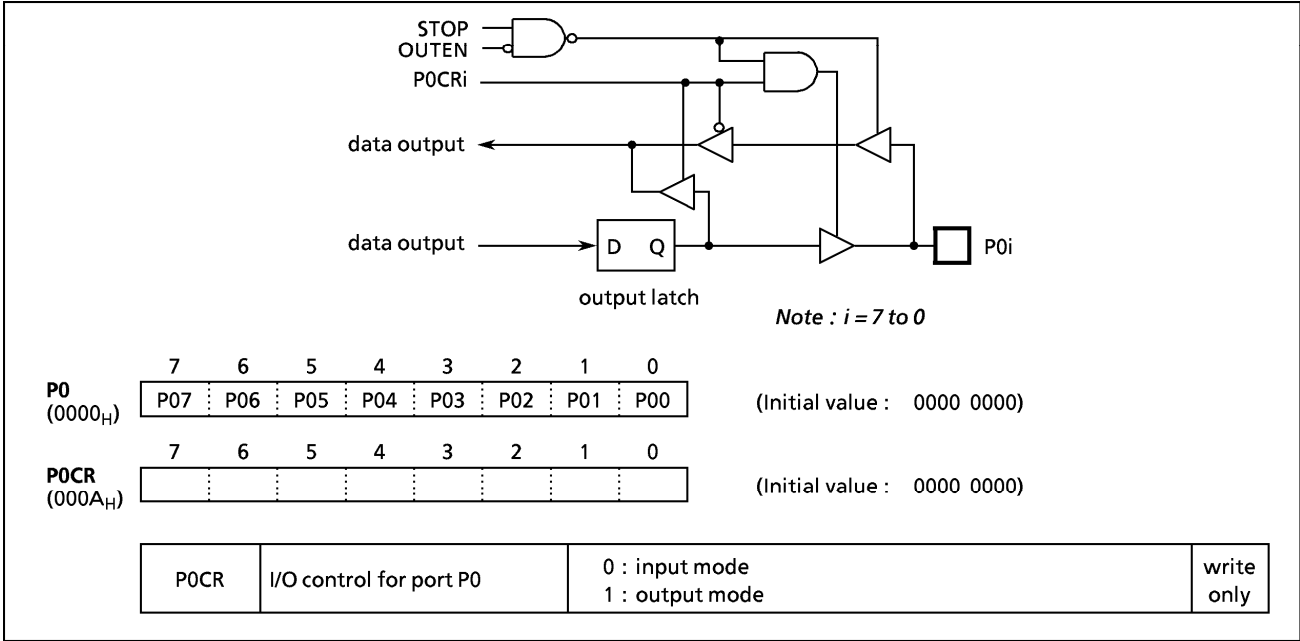 STOP
OUTEN
P0CRi
data output
data output
D Q
P0i
output latch
Note : i = 7 to 0
7 6 5 4 3 2 1 0
P0
(0000H)
P07 P06 P05 P04 P03 P02 P01 P00
(Initial value : 0000 0000)
7 6 5 4 3 2 1 0
P0CR
(000AH)
(Initial value : 0000 0000)
P0CR
I/O control for port P0
0 : input mode
1 : output mode
write
only